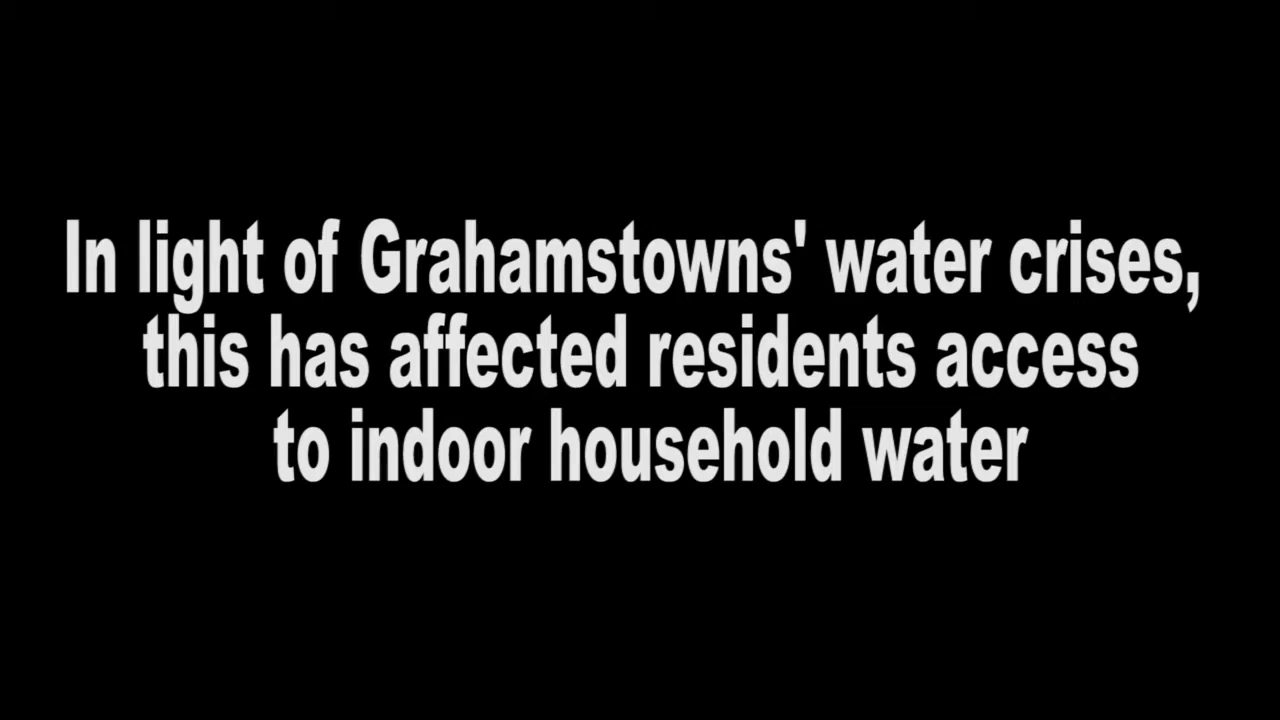 In light of Grahamstowns' water crises,
this has affected residents access
to indoor household water